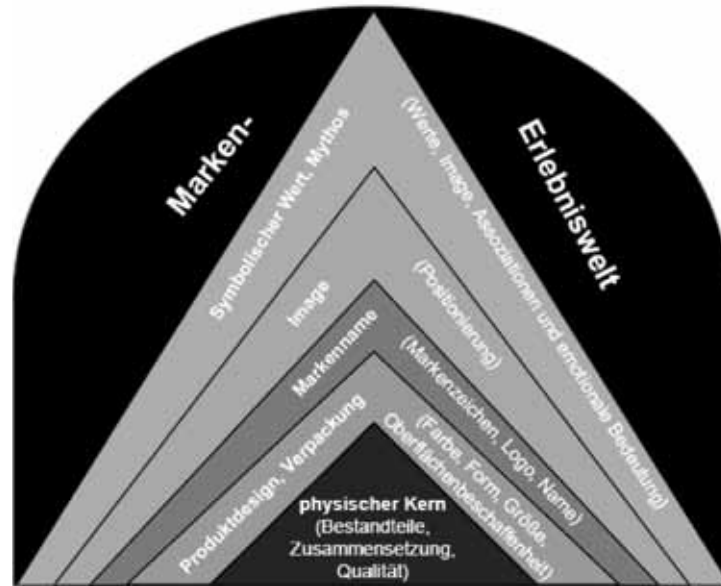 Marken-
Erlebniswelt
Symbolischer Wert, Mythos
(Werte, Image, Assoziationen und emotionale Bedeutung)
Image
(Positionierung)
Markenname
(Markenzeichen, Logo, Name)
Produktdesign, Verpackung
(Farbe, Form, Größe,
Oberflächenbeschaffenheit)
physischer Kern
(Bestandteile,
Zusammensetzung,
Qualität)